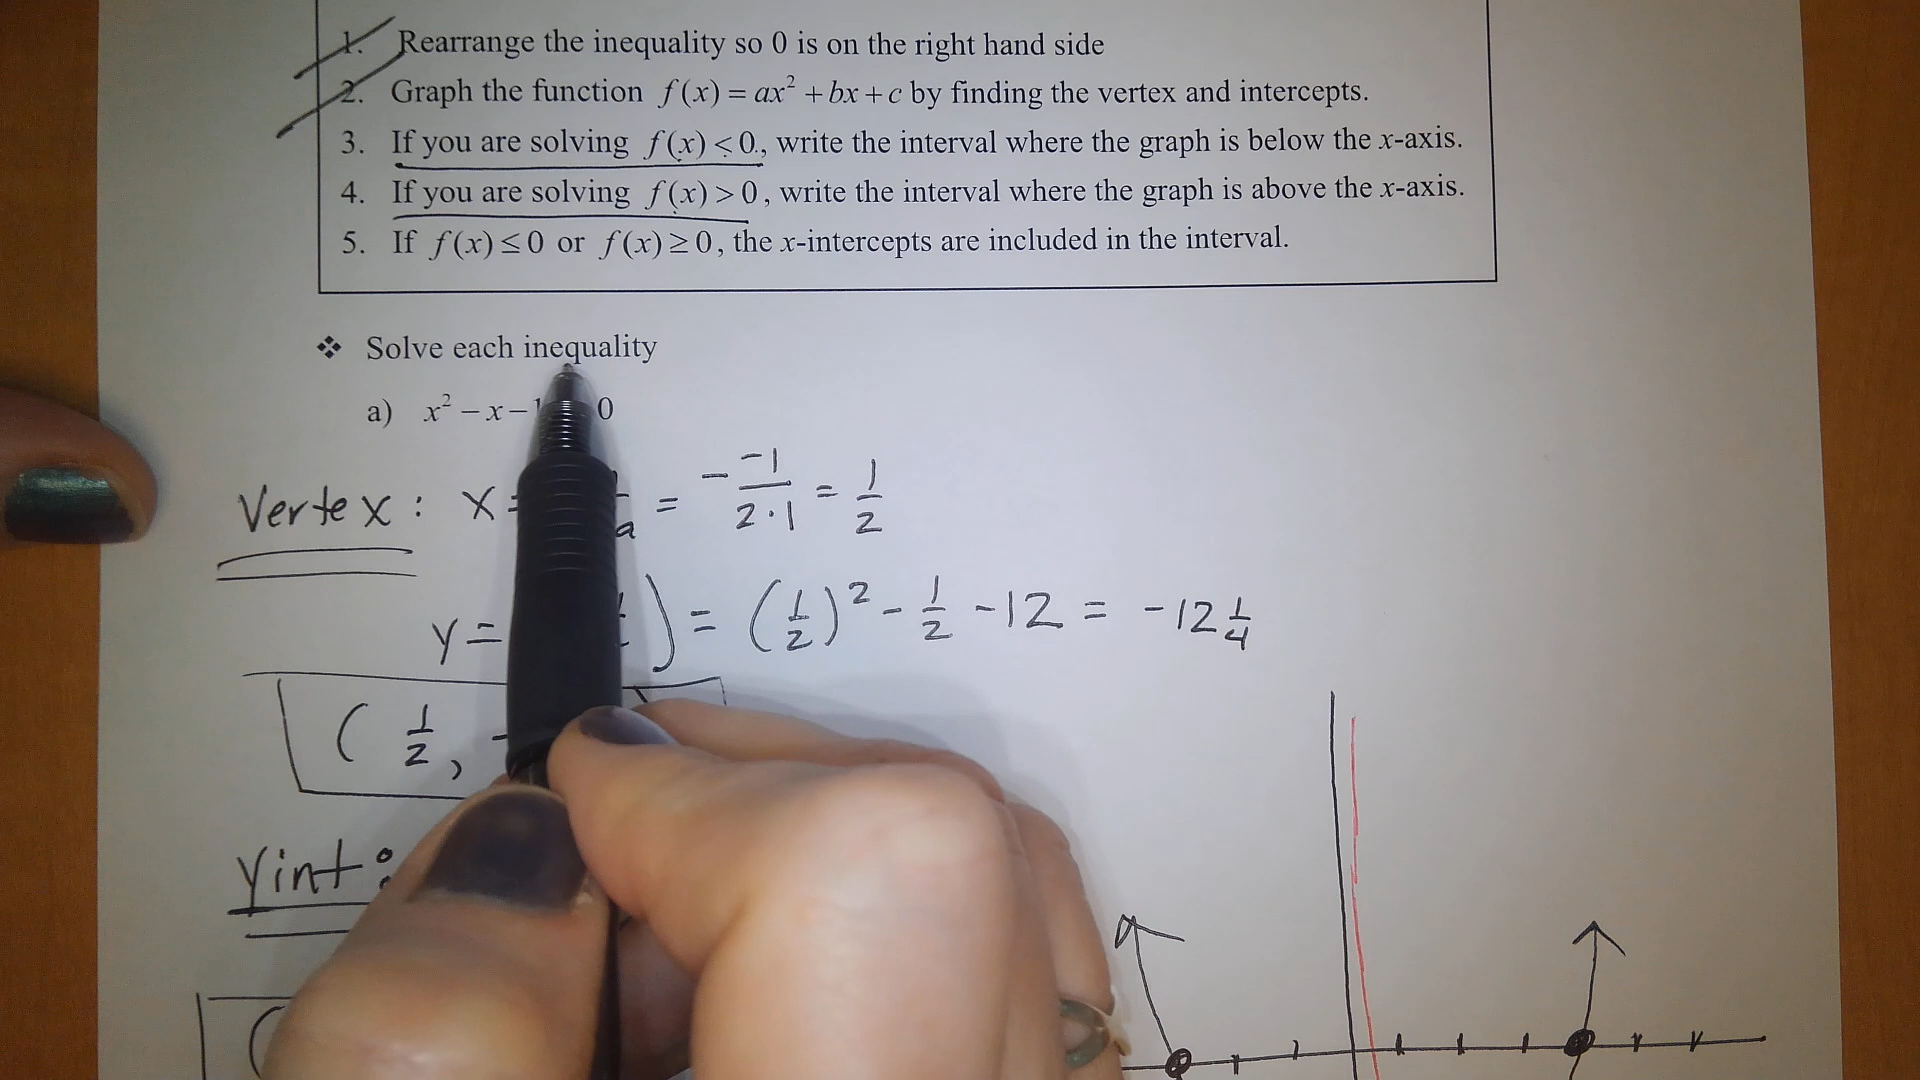 1. Rearrange the inequality so 0 is on the right hand side
2. Graph the function f(x) = ax² + bx + c by finding the vertex and intercepts.
3. If you are solving f(x) < 0, write the interval where the graph is below the x-axis.
4. If you are solving f(x) > 0, write the interval where the graph is above the x-axis.
5. If f(x) ≤ 0 or f(x) ≥ 0, the x-intercepts are included in the interval.
❖ Solve each inequality
a) x² – x – 1 0
Vertex : x = a = - -1/2·1 = 1/2
y = ) = (1/2)² - 1/2 - 12 = -12 1/4
( 1/2, -
Yint:
(